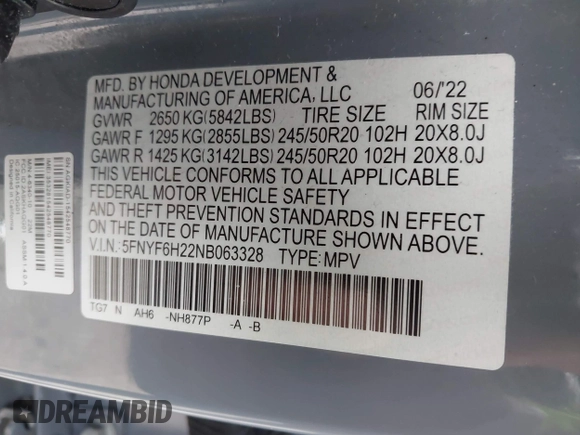 MFD. BY HONDA DEVELOPMENT &
MANUFACTURING OF AMERICA, LLC 06/'22
GVWR 2650 KG(5842LBS) TIRE SIZE RIM SIZE
GAWR F 1295 KG(2855LBS) 245/50R20 102H 20X8.0J
GAWR R 1425 KG(3142LBS) 245/50R20 102H 20X8.0J
THIS VEHICLE CONFORMS TO ALL APPLICABLE
FEDERAL MOTOR VEHICLE SAFETY
AND THEFT PREVENTION STANDARDS IN EFFECT ON
THE DATE OF MANUFACTURE SHOWN ABOVE.
V.I.N.:5FNYF6H22NB063328 TYPE:MPV
TG7 N AH6 -NH877P -A -B
DREAMBID